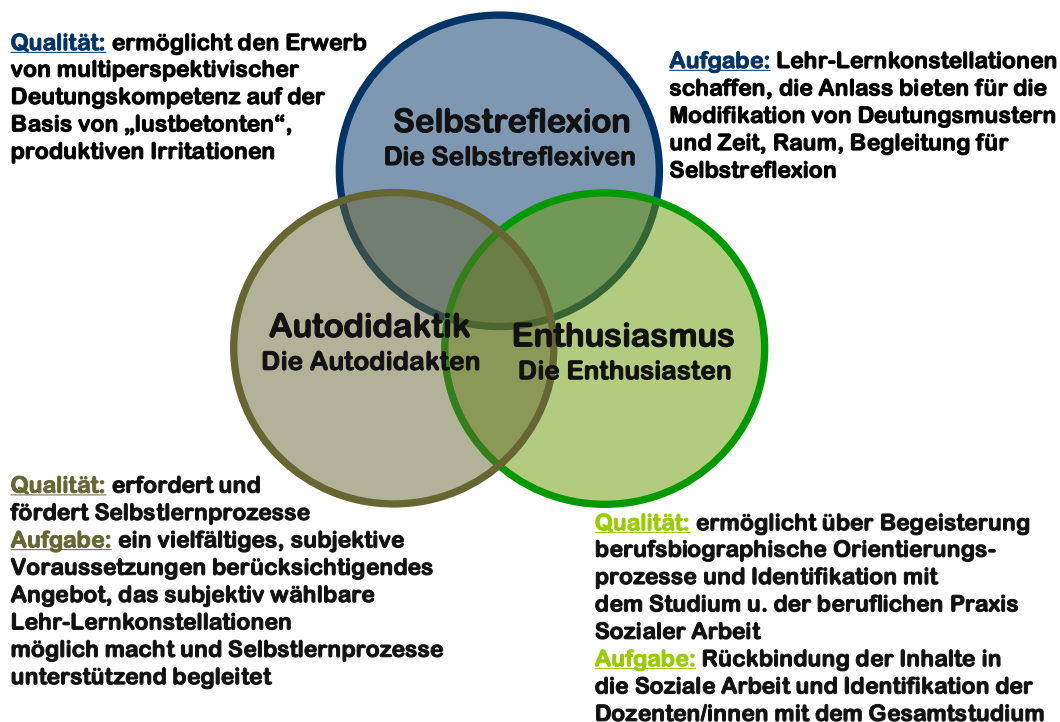 Qualität: ermöglicht den Erwerb
von multiperspektivischer
Deutungskompetenz auf der
Basis von „lustbetonten“,
produktiven Irritationen
Aufgabe: Lehr-Lernkonstellationen
schaffen, die Anlass bieten für die
Modifikation von Deutungsmustern
und Zeit, Raum, Begleitung für
Selbstreflexion
Selbstreflexion
Die Selbstreflexiven
Autodidaktik
Die Autodidakten
Enthusiasmus
Die Enthusiasten
Qualität: erfordert und
fördert Selbstlernprozesse
Aufgabe: ein vielfältiges, subjektive
Voraussetzungen berücksichtigendes
Angebot, das subjektiv wählbare
Lehr-Lernkonstellationen
möglich macht und Selbstlernprozesse
unterstützend begleitet
Qualität: ermöglicht über Begeisterung
berufsbiographische Orientierungs-
prozesse und Identifikation mit
dem Studium u. der beruflichen Praxis
Sozialer Arbeit
Aufgabe: Rückbindung der Inhalte in
die Soziale Arbeit und Identifikation der
Dozenten/innen mit dem Gesamtstudium